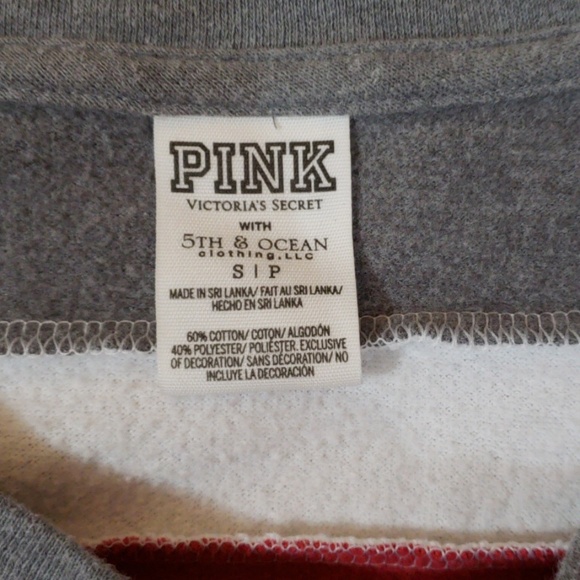 PINK
VICTORIA'S SECRET
WITH
5TH & OCEAN
clothing, LLC
S | P
MADE IN SRI LANKA/ FAIT AU SRI LANKA/
HECHO EN SRI LANKA
60% COTTON/ COTON/ ALGODÓN
40% POLYESTER/ POLIÉSTER. EXCLUSIVE
OF DECORATION/ SANS DÉCORATION/ NO
INCLUYE LA DECORACIÓN